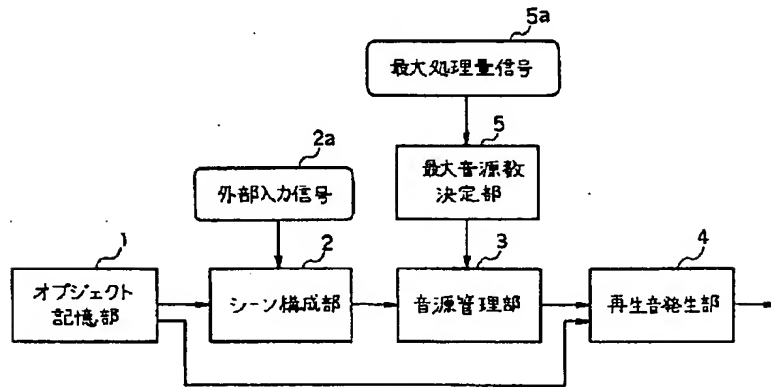 5a
最大処理量信号
5
2a
最大音源数
決定部
外部入力信号
1
2
3
4
オブジェクト
記憶部
シーン構成部
音源管理部
再生音発生部